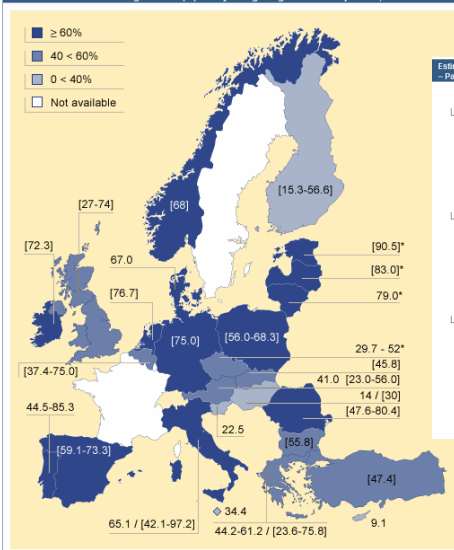 ≥ 60%
40 < 60%
0 < 40%
Not available
Estim
– Pa
L
L
L
[15.3-56.6]
[27-74]
[68]
[72.3]
67.0
[90.5]*
[83.0]*
79.0*
[76.7]
[75.0]
[56.0-68.3]
29.7 - 52*
[45.8]
[37.4-75.0]
41.0 [23.0-56.0]
14 / [30]
[47.6-80.4]
44.5-85.3
22.5
[55.8]
[59.1-73.3]
[47.4]
34.4
65.1 / [42.1-97.2]
44.2-61.2 / [23.6-75.8]
9.1